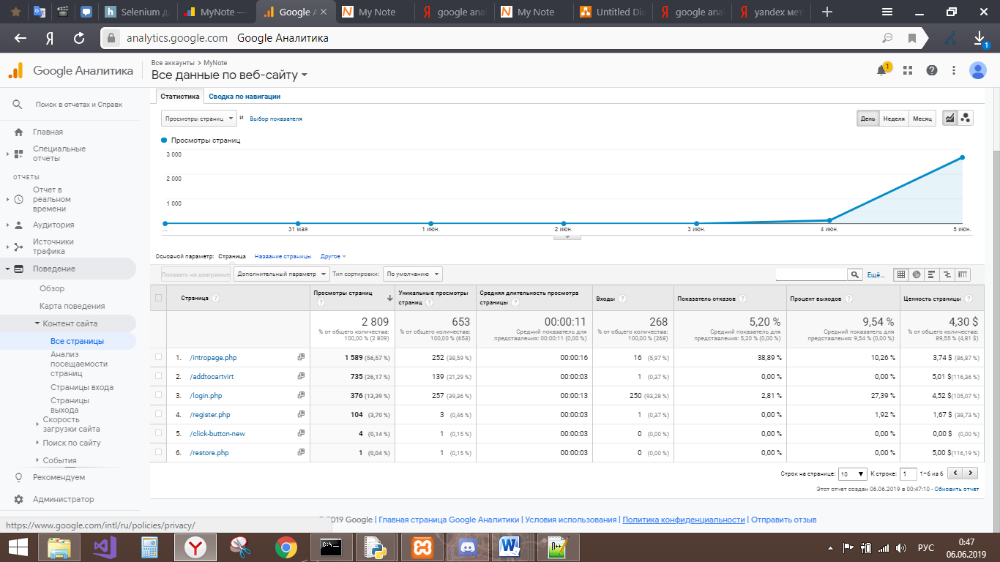 Selenium д
MyNote —
Google А
My Note
google ana
My Note
Untitled Dia
google ana
yandex мет
analytics.google.com Google Аналитика
1
Google Аналитика
Все аккаунты > MyNote
Все данные по веб-сайту
1
Поиск в отчетах и Справк
Главная
Специальные
отчеты
ОТЧЕТЫ
Отчет в
реальном
времени
Аудитория
Источники
трафика
Поведение
Обзор
Карта поведения
Контент сайта
Все страницы
Анализ
посещаемости
страниц
Страницы входа
Страницы
выхода
Скорость
загрузки сайта
Поиск по сайту
События
Рекомендуем
Администратор
Статистика Сводка по навигации
Просмотры страниц и Выбор показателя
День Неделя Месяц
Просмотры страниц
3 000
2 000
1 000
... 31 мая 1 июн. 2 июн. 3 июн. 4 июн. 5 июн.
Основной параметр: Страница Название страницы Другое
Показать на диаграмме Дополнительный параметр Тип сортировки: По умолчанию Ещё...
Страница ? Просмотры страниц ? Уникальные просмотры страниц ? Средняя длительность просмотра страницы ? Входы ? Показатель отказов ? Процент выходов ? Ценность страницы ?
2 809 653 00:00:11 268 5,20 % 9,54 % 4,30 $
% от общего количества: 100,00 % (2 809) % от общего количества: 100,00 % (653) Средний показатель для представления: 00:00:11 (0,00 %) % от общего количества: 100,00 % (268) Средний показатель для представления: 5,20 % (0,00 %) Средний показатель для представления: 9,54 % (0,00 %) % от общего количества: 89,55 % (4,81 $)
1. /intropage.php 1 589 (56,57 %) 252 (38,59 %) 00:00:16 16 (5,97 %) 38,89 % 10,26 % 3,74 $ (86,87 %)
2. /addtocartvirt 735 (26,17 %) 139 (21,29 %) 00:00:03 1 (0,37 %) 0,00 % 0,00 % 5,01 $(116,36 %)
3. /login.php 376 (13,39 %) 257 (39,36 %) 00:00:13 250 (93,28 %) 2,81 % 27,39 % 4,52 $(105,07 %)
4. /register.php 104 (3,70 %) 3 (0,46 %) 00:00:03 1 (0,37 %) 0,00 % 1,92 % 1,67 $ (38,73 %)
5. /click-button-new 4 (0,14 %) 1 (0,15 %) 00:00:03 0 (0,00 %) 0,00 % 0,00 % 0,00 $ (0,00 %)
6. /restore.php 1 (0,04 %) 1 (0,15 %) 00:00:03 0 (0,00 %) 0,00 % 0,00 % 5,00 $(116,19 %)
Строк на странице: 10 К строке: 1 1–6 из 6
Этот отчет создан 06.06.2019 в 00:47:10 - Обновить отчет
2019 Google | Главная страница Google Аналитики | Условия использования | Политика конфиденциальности | Отправить отзыв
https://www.google.com/intl/ru/policies/privacy/
РУС
0:47
06.06.2019